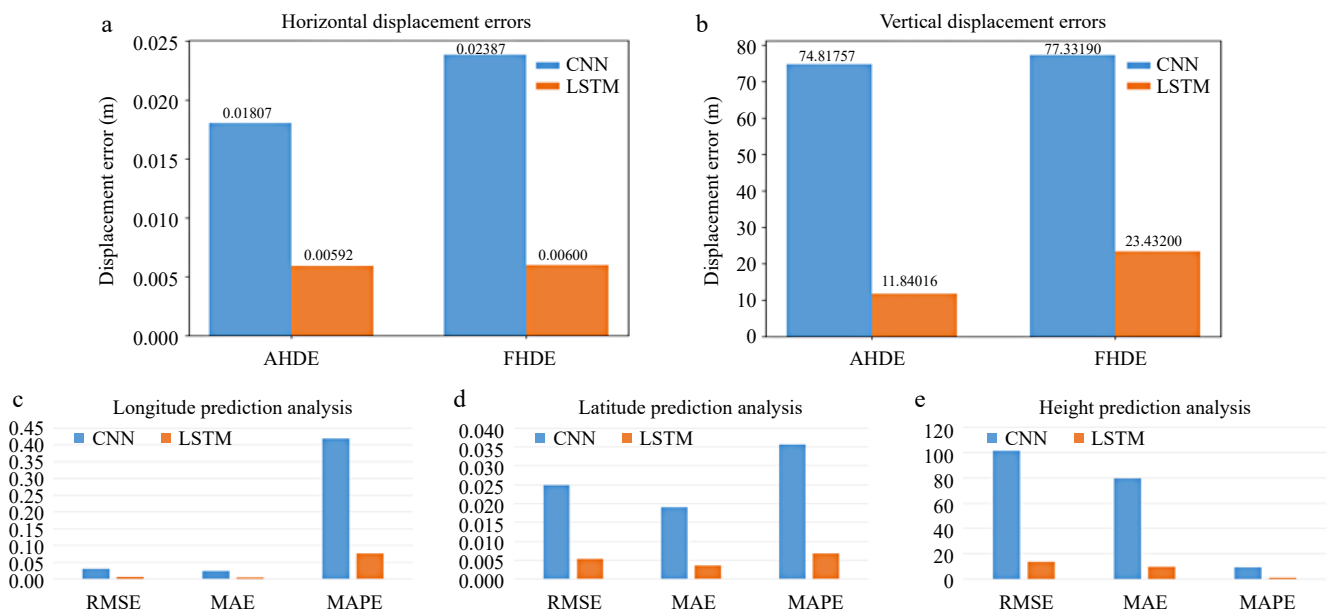 a
Horizontal displacement errors
Displacement error (m)
0.025
0.020
0.015
0.010
0.005
0.000
0.01807
0.00592
0.02387
0.00600
CNN
LSTM
AHDE
FHDE
b
Vertical displacement errors
Displacement error (m)
80
70
60
50
40
30
20
10
0
74.81757
11.84016
77.33190
23.43200
CNN
LSTM
AHDE
FHDE
c
Longitude prediction analysis
CNN
LSTM
0.45
0.40
0.35
0.30
0.25
0.20
0.15
0.10
0.05
0.00
RMSE
MAE
MAPE
d
Latitude prediction analysis
CNN
LSTM
0.040
0.035
0.030
0.025
0.020
0.015
0.010
0.005
0.000
RMSE
MAE
MAPE
e
Height prediction analysis
CNN
LSTM
120
100
80
60
40
20
0
RMSE
MAE
MAPE